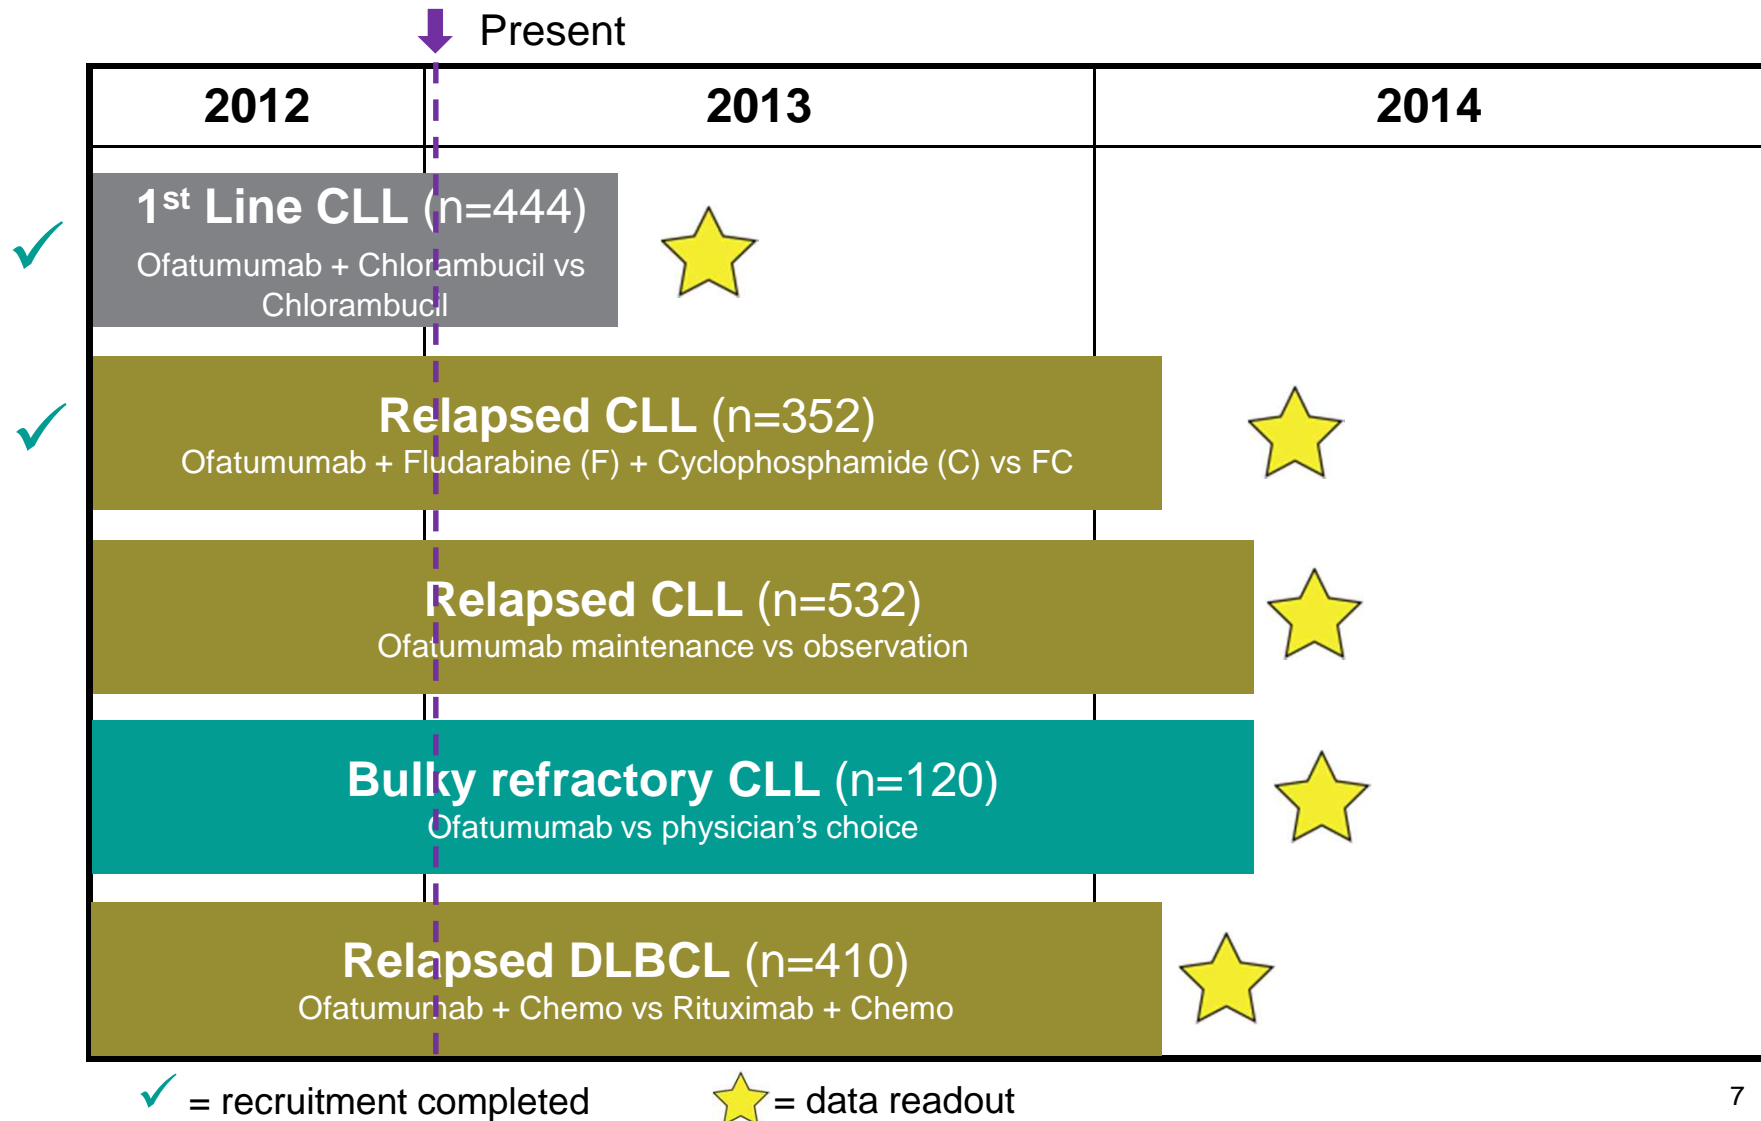 Present
2012 2013 2014
1st Line CLL (n=444)
Ofatumumab + Chlorambucil vs
Chlorambucil
Relapsed CLL (n=352)
Ofatumumab + Fludarabine (F) + Cyclophosphamide (C) vs FC
Relapsed CLL (n=532)
Ofatumumab maintenance vs observation
Bulky refractory CLL (n=120)
Ofatumumab vs physician’s choice
Relapsed DLBCL (n=410)
Ofatumumab + Chemo vs Rituximab + Chemo
✓ = recruitment completed ★ = data readout
7